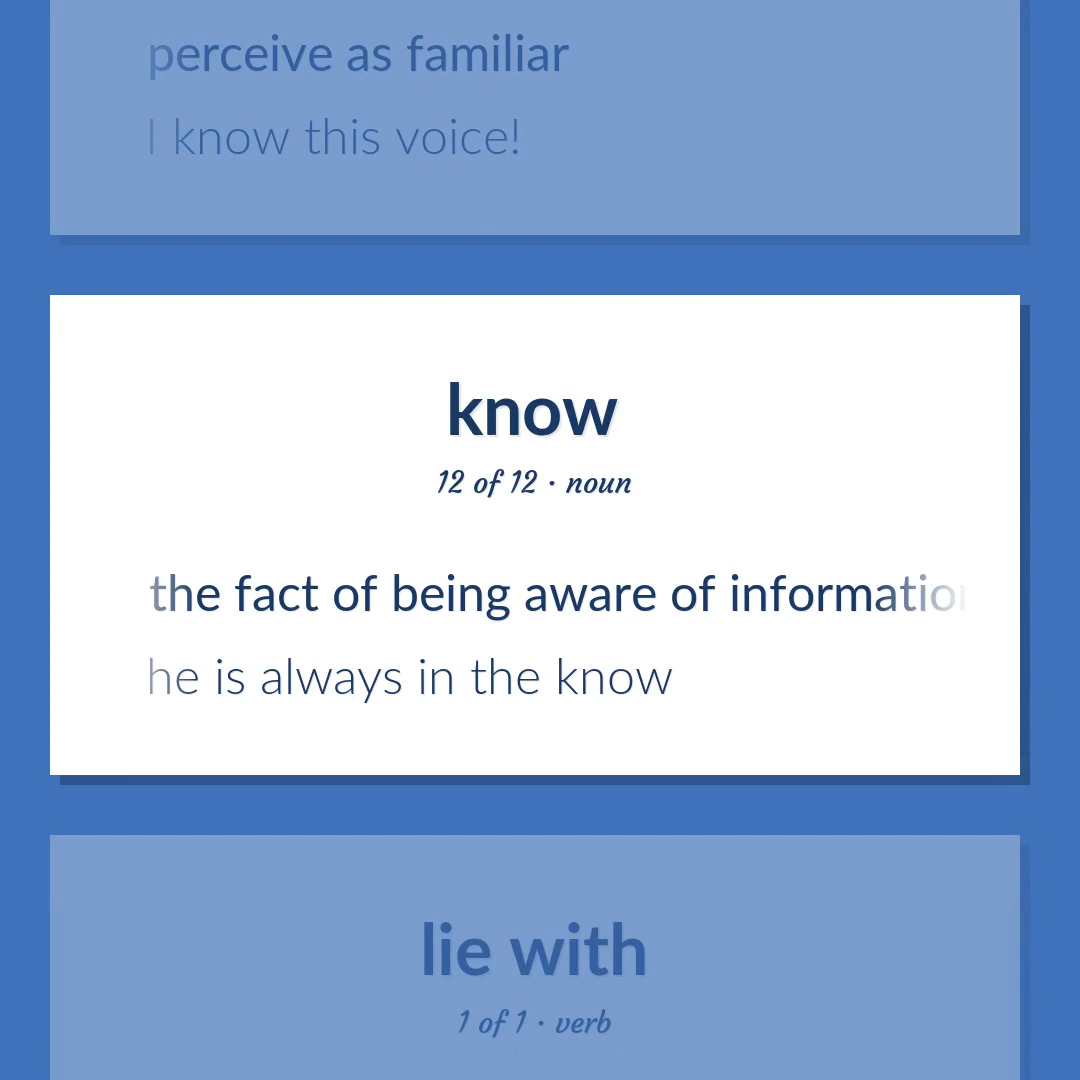 perceive as familiar
I know this voice!
know
12 of 12 · noun
the fact of being aware of information
he is always in the know
lie with
1 of 1 · verb